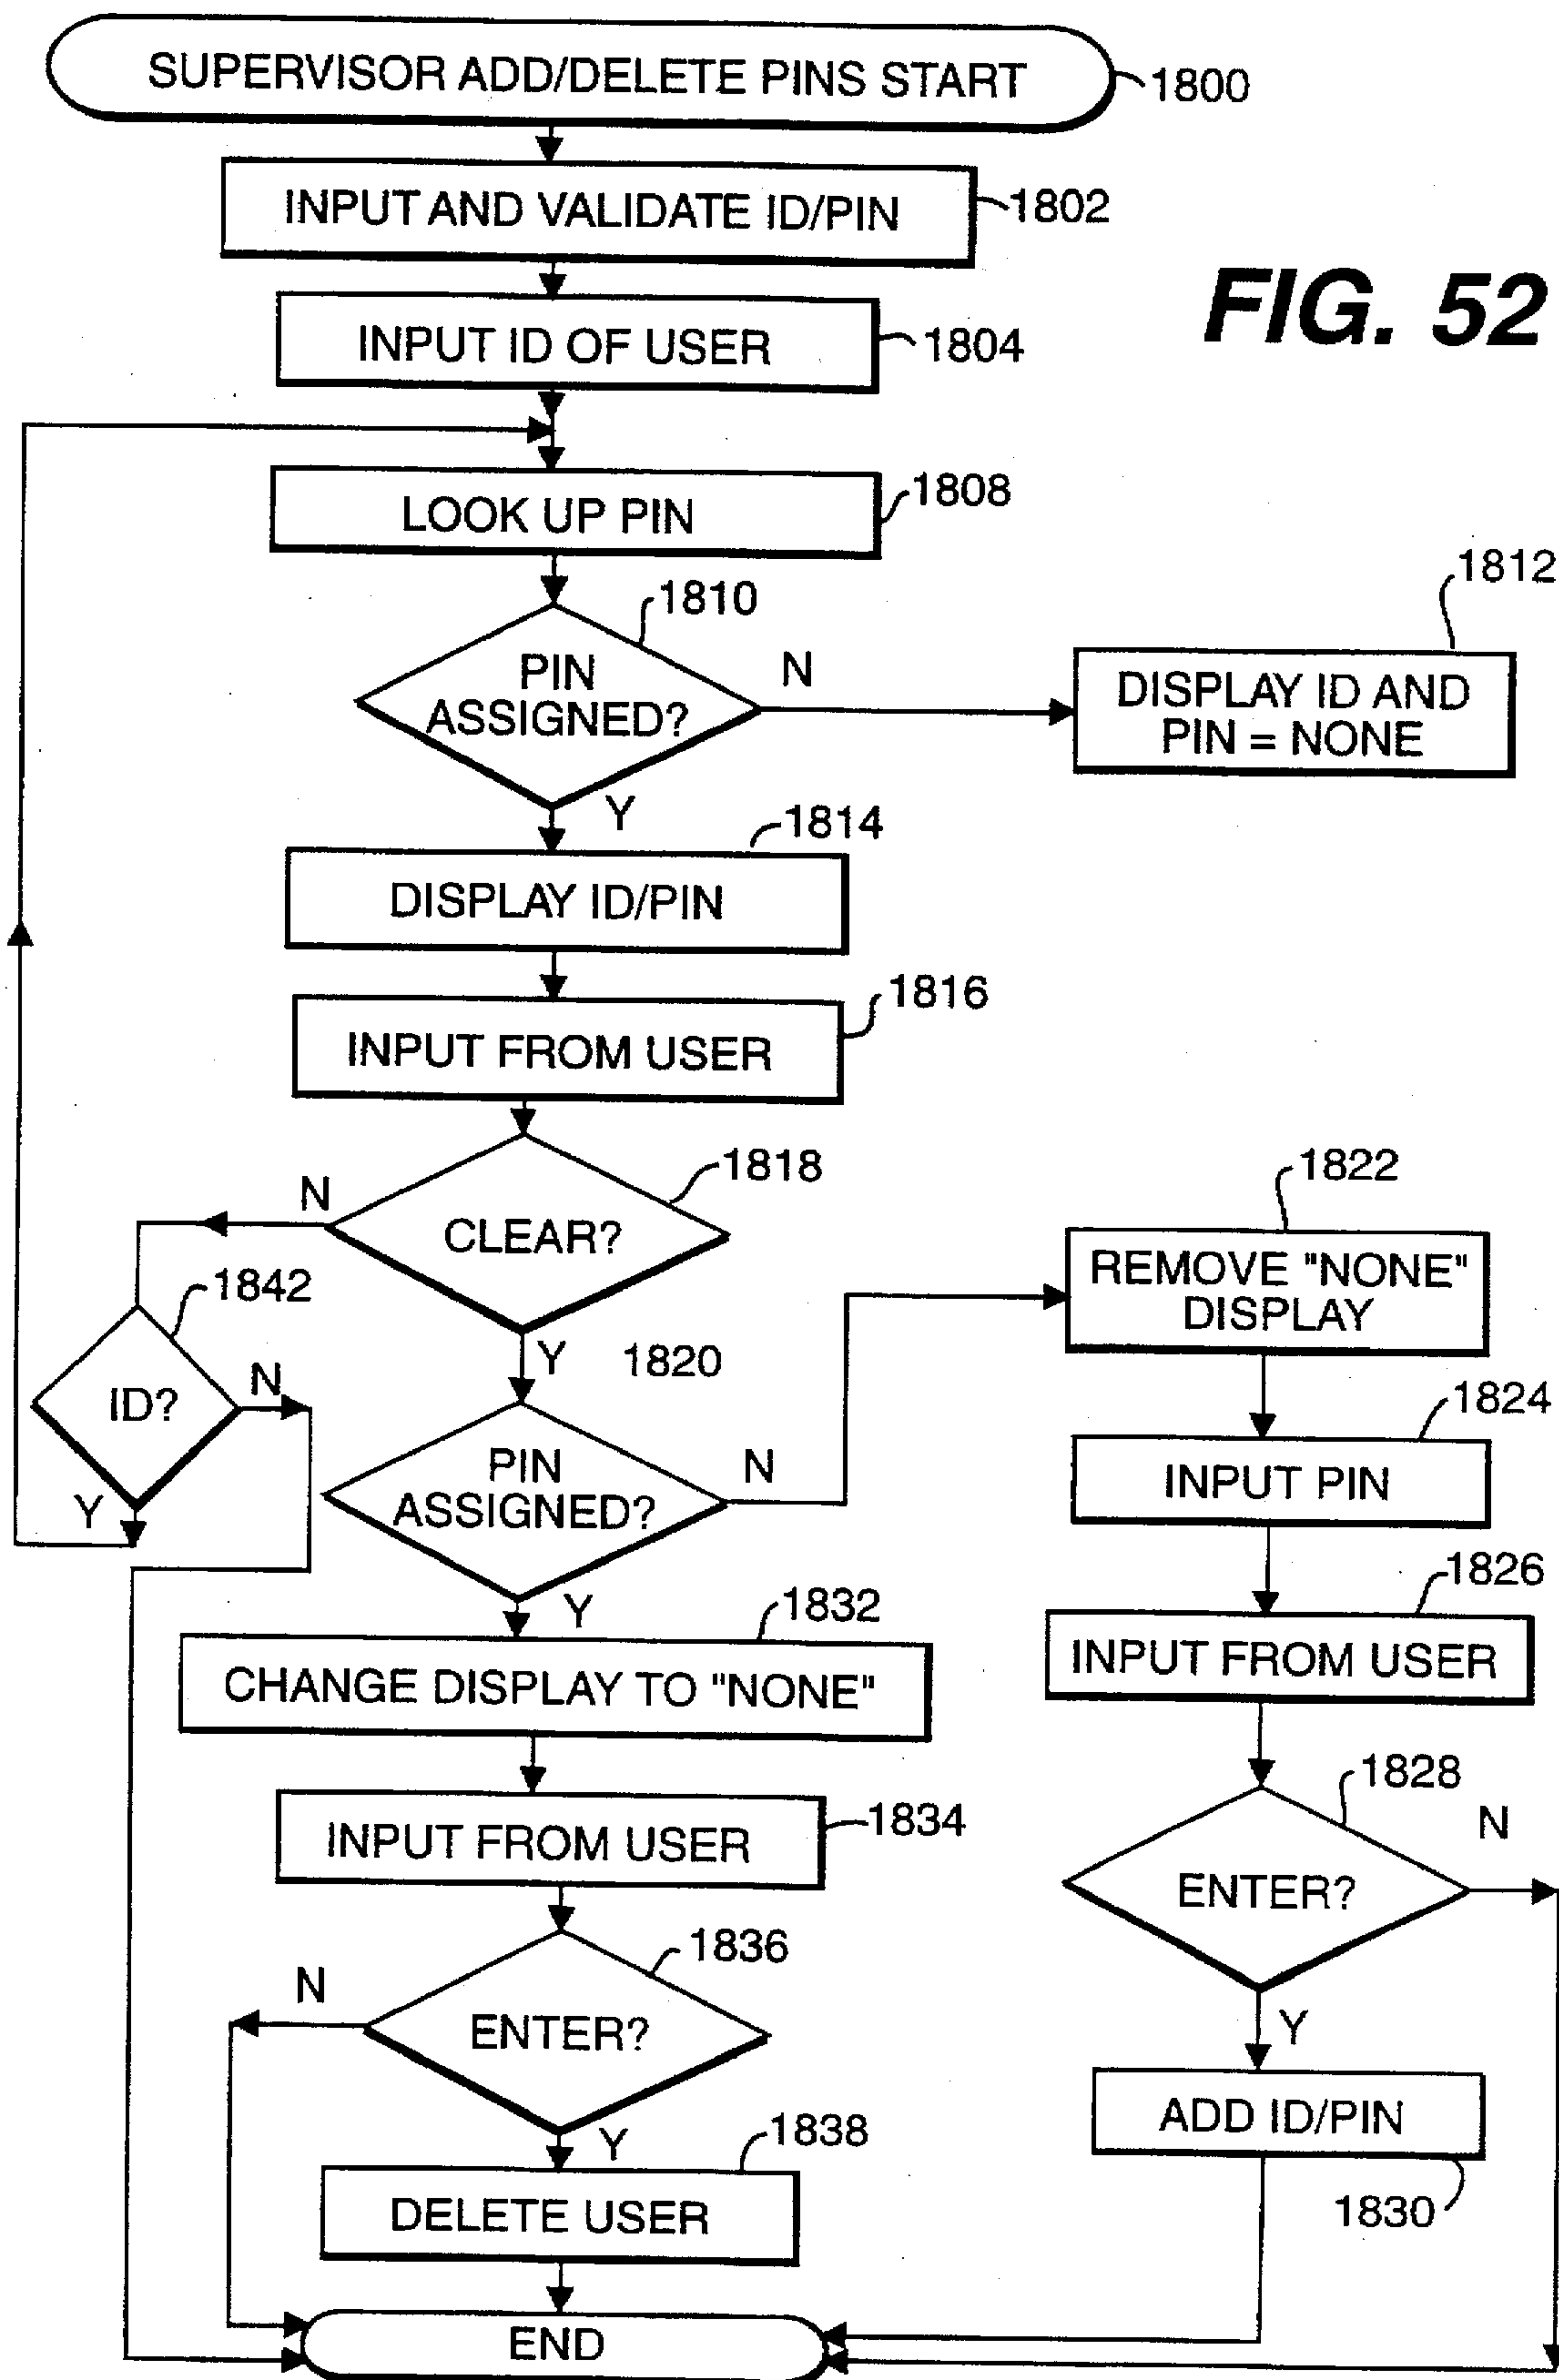 SUPERVISOR ADD/DELETE PINS START
1800
INPUT AND VALIDATE ID/PIN
1802
FIG. 52
INPUT ID OF USER
1804
LOOK UP PIN
1808
1810
PIN
ASSIGNED?
N
Y
1812
DISPLAY ID AND
PIN = NONE
1814
DISPLAY ID/PIN
1816
INPUT FROM USER
1818
CLEAR?
N
Y
1842
ID?
N
Y
1820
PIN
ASSIGNED?
N
Y
1822
REMOVE "NONE"
DISPLAY
1824
INPUT PIN
1826
INPUT FROM USER
1828
ENTER?
N
Y
ADD ID/PIN
1830
1832
CHANGE DISPLAY TO "NONE"
1834
INPUT FROM USER
1836
ENTER?
N
Y
1838
DELETE USER
END